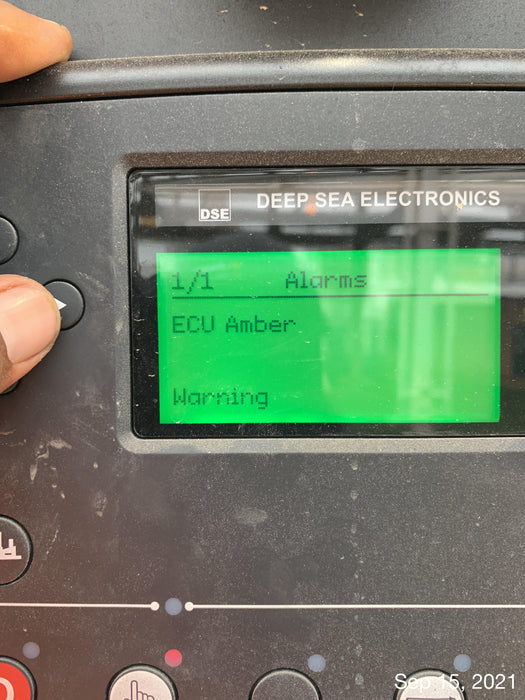 DSE
DEEP SEA ELECTRONICS
1/1 Alarms
ECU Amber
Warning
Sep 15, 2021